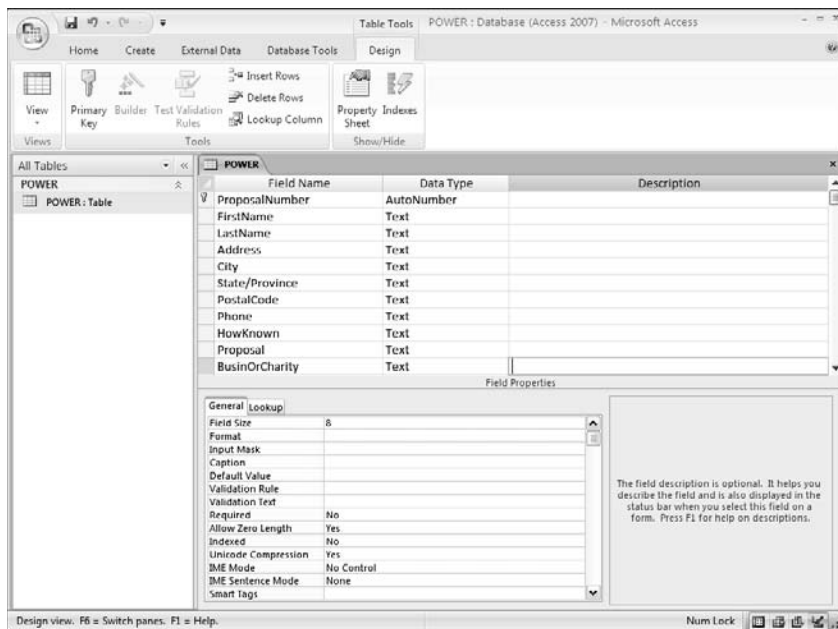 Table Tools POWER : Database (Access 2007) - Microsoft Access
Home Create External Data Database Tools Design
View
Primary Key
Builder
Test Validation Rules
Insert Rows
Delete Rows
Lookup Column
Property Sheet
Indexes
Views Tools Show/Hide
All Tables
POWER
POWER : Table
POWER
Field Name Data Type Description
ProposalNumber AutoNumber
FirstName Text
LastName Text
Address Text
City Text
State/Province Text
PostalCode Text
Phone Text
HowKnown Text
Proposal Text
BusinOrCharity Text
Field Properties
General Lookup
Field Size 8
Format
Input Mask
Caption
Default Value
Validation Rule
Validation Text
Required No
Allow Zero Length Yes
Indexed No
Unicode Compression Yes
IME Mode No Control
IME Sentence Mode None
Smart Tags
The field description is optional. It helps you
describe the field and is also displayed in the
status bar when you select this field on a
form. Press F1 for help on descriptions.
Design view. F6 = Switch panes. F1 = Help. Num Lock